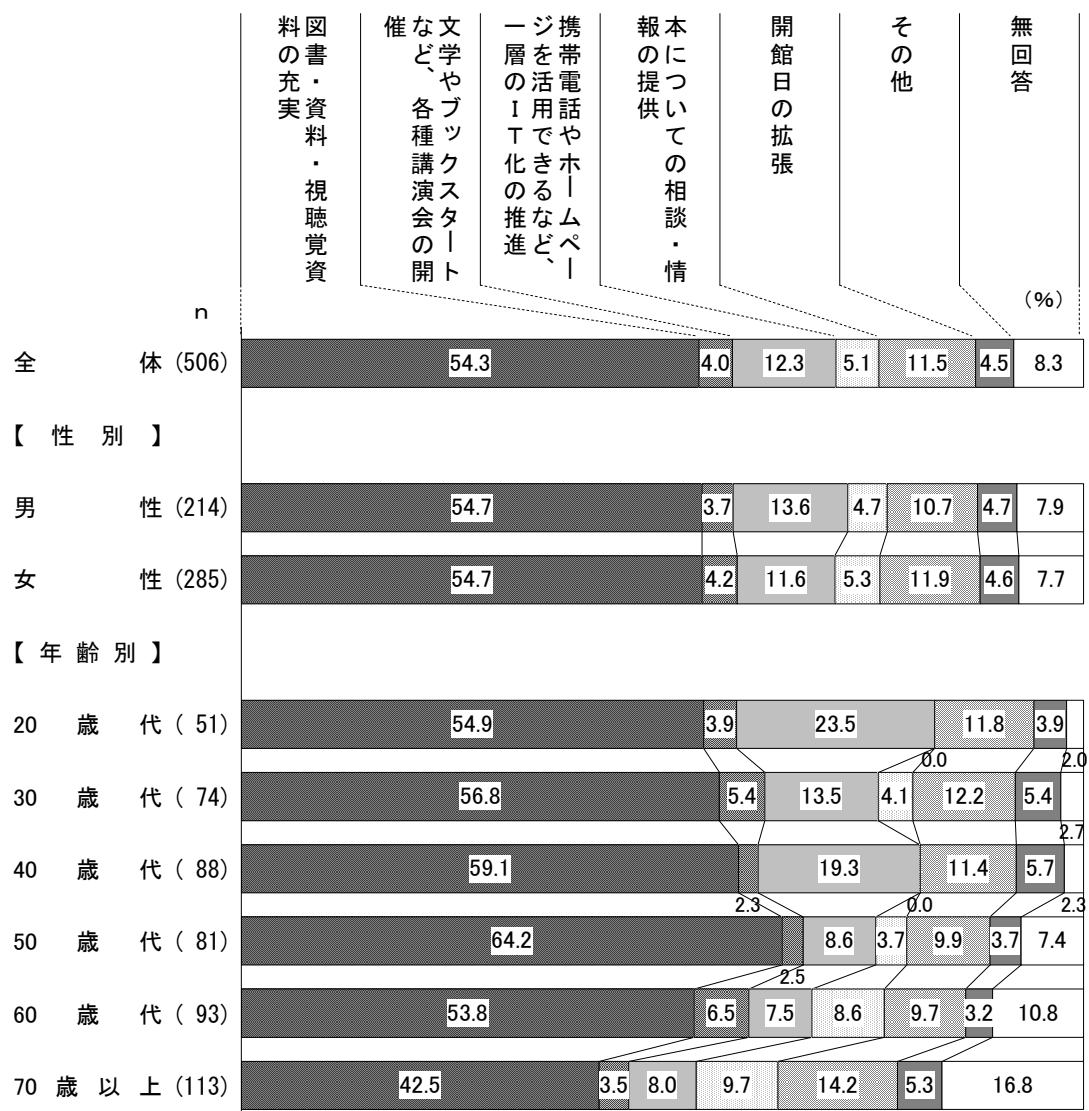 図書・資料・視聴覚資
料の充実
文学やブックスタート
など、各種講演会の開
催
携帯電話やホームペー
ジを活用できるなど、
一層のＩＴ化の推進
本についての相談・情
報の提供
開館日の拡張
その他
無回答
(%)
n
全体 (506) 54.3 4.0 12.3 5.1 11.5 4.5 8.3
【性別】
男性 (214) 54.7 3.7 13.6 4.7 10.7 4.7 7.9
女性 (285) 54.7 4.2 11.6 5.3 11.9 4.6 7.7
【年齢別】
20歳代 ( 51) 54.9 3.9 23.5 11.8 3.9
0.0 2.0
30歳代 ( 74) 56.8 5.4 13.5 4.1 12.2 5.4
2.7
40歳代 ( 88) 59.1 19.3 11.4 5.7
2.3 0.0 2.3
50歳代 ( 81) 64.2 8.6 3.7 9.9 3.7 7.4
2.5
60歳代 ( 93) 53.8 6.5 7.5 8.6 9.7 3.2 10.8
70歳以上 (113) 42.5 3.5 8.0 9.7 14.2 5.3 16.8